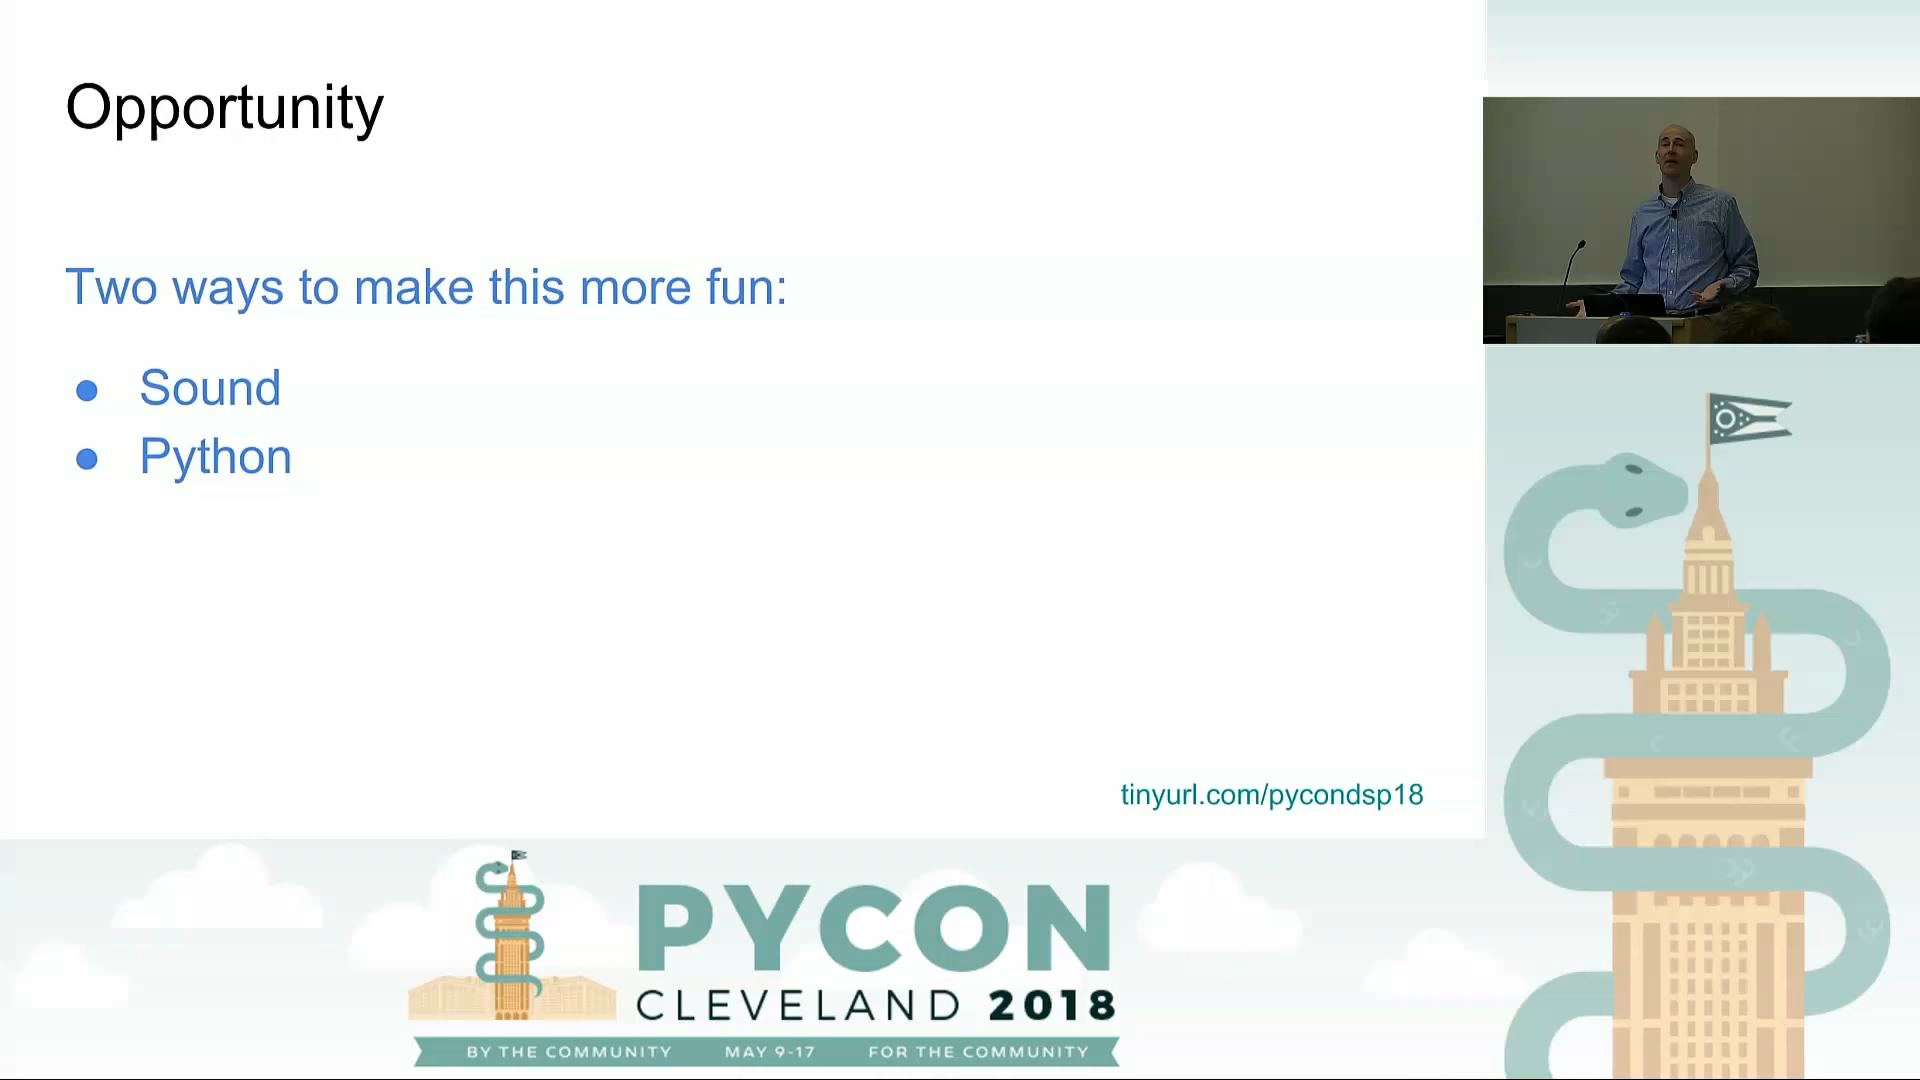 Opportunity
Two ways to make this more fun:
● Sound
● Python
tinyurl.com/pycondsp18
PYCON
CLEVELAND 2018
BY THE COMMUNITY MAY 9-17 FOR THE COMMUNITY